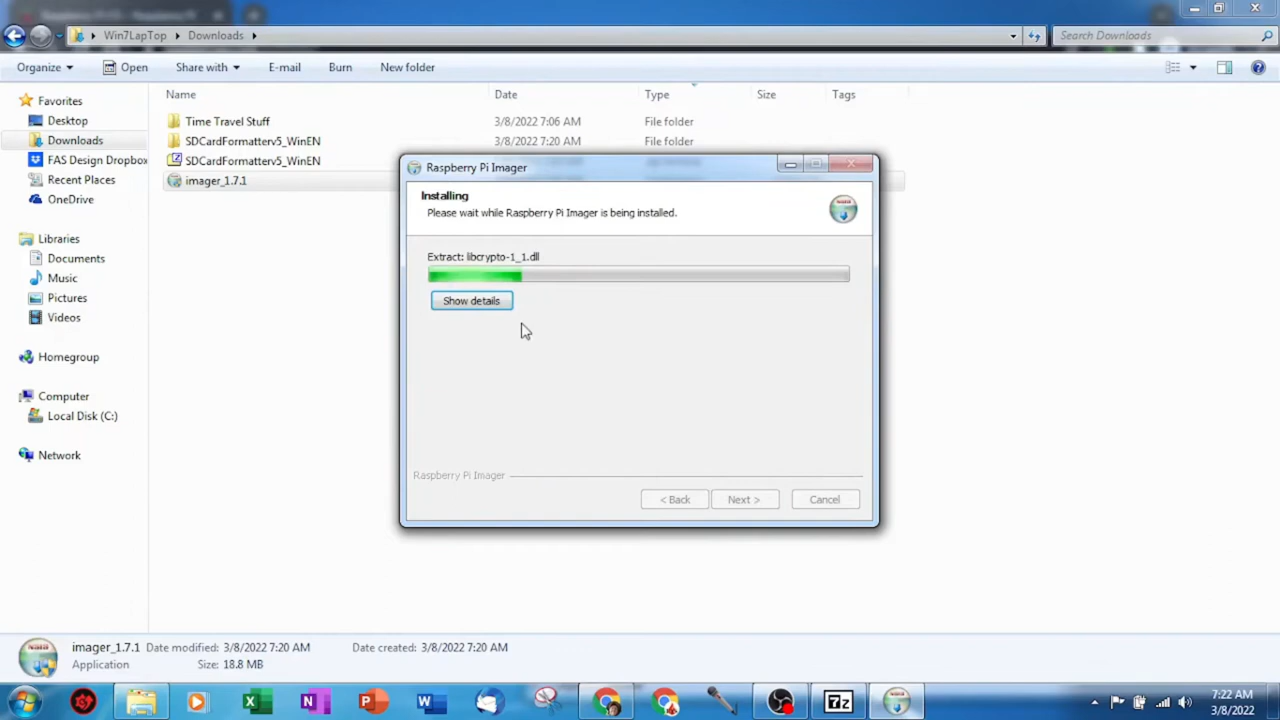 Win7LapTop Downloads
Search Downloads
Organize Open Share with E-mail Burn New folder
Name Date Type Size Tags
Favorites
Desktop
Downloads
FAS Design Dropbox
Recent Places
OneDrive
Libraries
Documents
Music
Pictures
Videos
Homegroup
Computer
Local Disk (C:)
Network
Time Travel Stuff 3/8/2022 7:06 AM File folder
SDCardFormatterv5_WinEN 3/8/2022 7:20 AM File folder
SDCardFormatterv5_WinEN
imager_1.7.1
Raspberry Pi Imager
Installing
Please wait while Raspberry Pi Imager is being installed.
Extract: libcrypto-1_1.dll
Show details
Raspberry Pi Imager
< Back Next > Cancel
imager_1.7.1 Date modified: 3/8/2022 7:20 AM Date created: 3/8/2022 7:20 AM
Application Size: 18.8 MB
7z
7:22 AM
3/8/2022